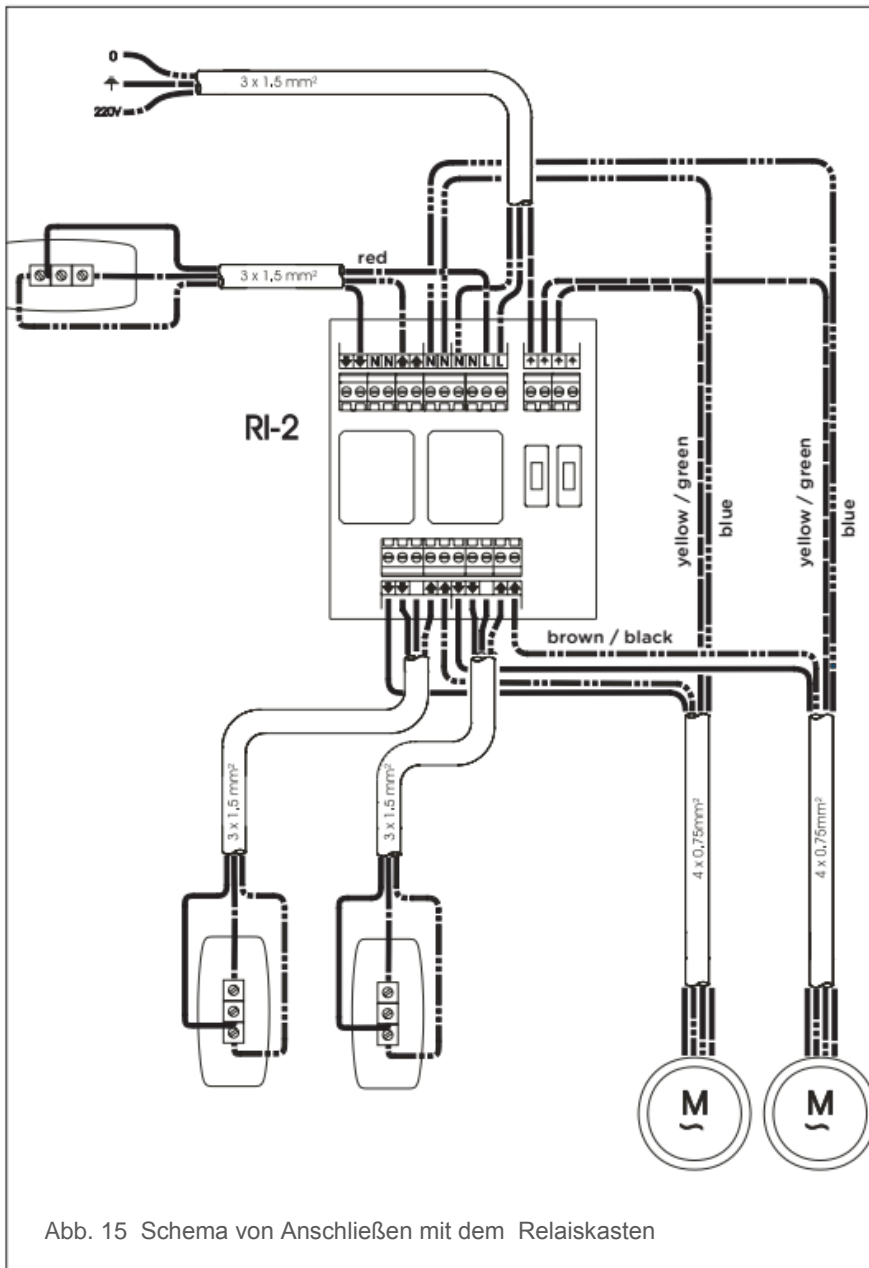 0
220V
3 x 1,5 mm²
red
3 x 1,5 mm²
N N N N N N L L
RI-2
yellow / green
blue
yellow / green
blue
brown / black
3 x 1,5 mm²
3 x 1,5 mm²
4 x 0,75mm²
4 x 0,75mm²
M
M
Abb. 15 Schema von Anschließen mit dem Relaiskasten